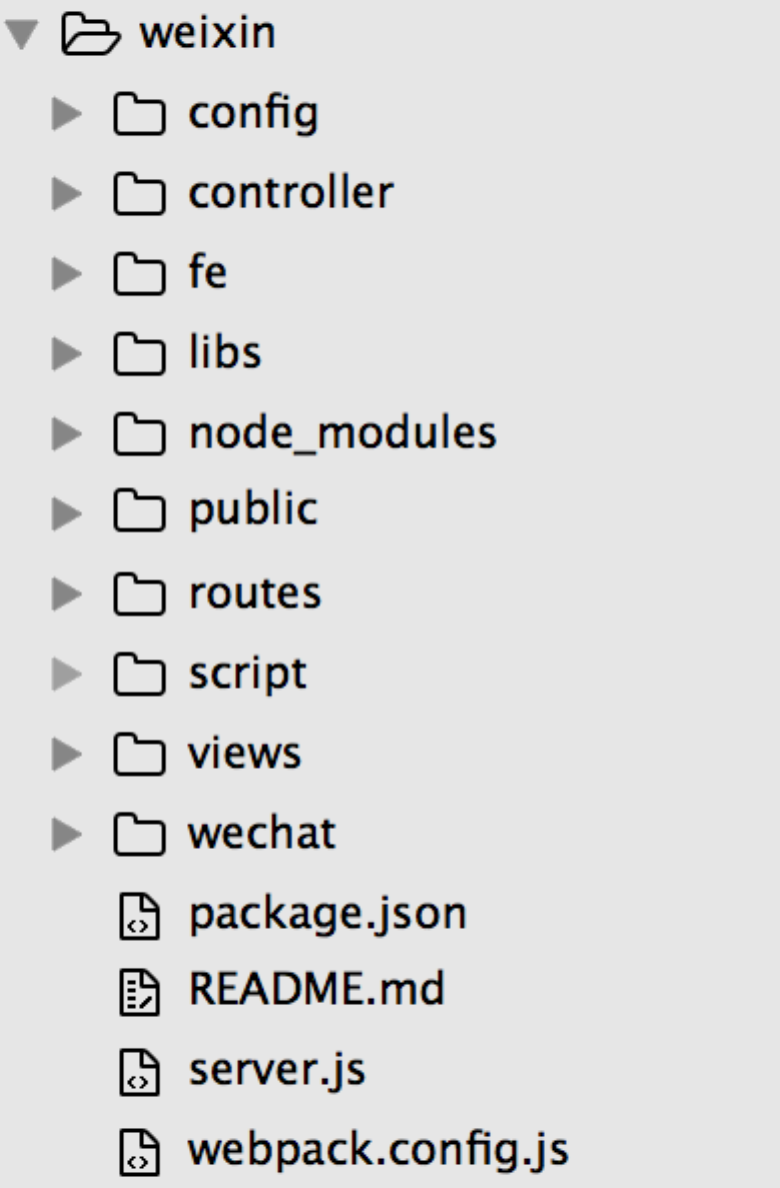 weixin
config
controller
fe
libs
node_modules
public
routes
script
views
wechat
package.json
README.md
server.js
webpack.config.js